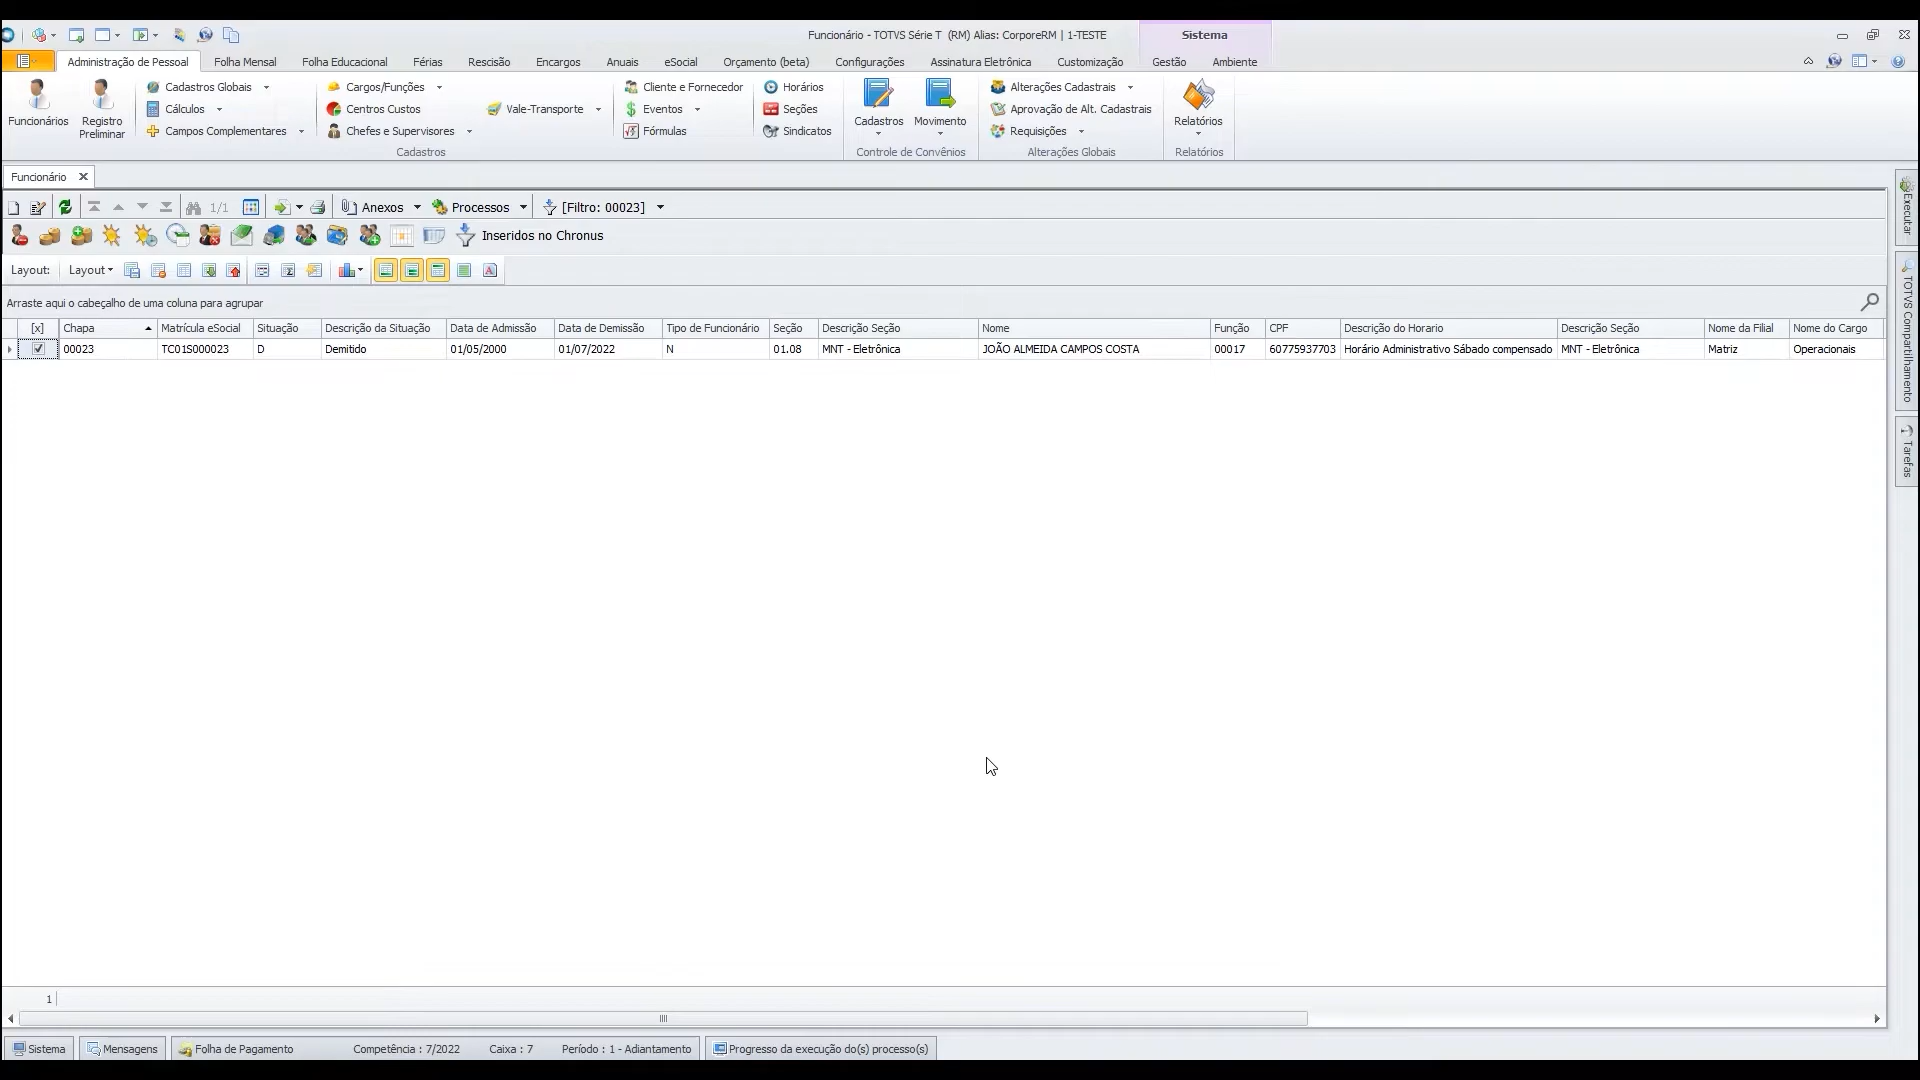 Funcionário - TOTVS Série T (RM) Alias: CorporeRM | 1-TESTE
Sistema
Administração de Pessoal Folha Mensal Folha Educacional Férias Rescisão Encargos Anuais eSocial Orçamento (beta) Configurações Assinatura Eletrônica Customização Gestão Ambiente
Funcionários
Registro Preliminar
Cadastros Globais
Cálculos
Campos Complementares
Cargos/Funções
Centros Custos
Chefes e Supervisores
Vale-Transporte
Cliente e Fornecedor
Eventos
Fórmulas
Horários
Seções
Sindicatos
Cadastros
Cadastros
Movimento
Controle de Convênios
Alterações Cadastrais
Aprovação de Alt. Cadastrais
Requisições
Alterações Globais
Relatórios
Relatórios
Funcionário
1/1 Anexos Processos [Filtro: 00023]
Inseridos no Chronus
Layout: Layout
Arraste aqui o cabeçalho de uma coluna para agrupar
[x] Chapa Matrícula eSocial Situação Descrição da Situação Data de Admissão Data de Demissão Tipo de Funcionário Seção Descrição Seção Nome Função CPF Descrição do Horario Descrição Seção Nome da Filial Nome do Cargo
00023 TC01S000023 D Demitido 01/05/2000 01/07/2022 N 01.08 MNT - Eletrônica JOÃO ALMEIDA CAMPOS COSTA 00017 60775937703 Horário Administrativo Sábado compensado MNT - Eletrônica Matriz Operacionais
Executar
TOTVS Compartilhamento
Tarefas
1
Sistema Mensagens Folha de Pagamento Competência : 7/2022 Caixa : 7 Período : 1 - Adiantamento Progresso da execução do(s) processo(s)